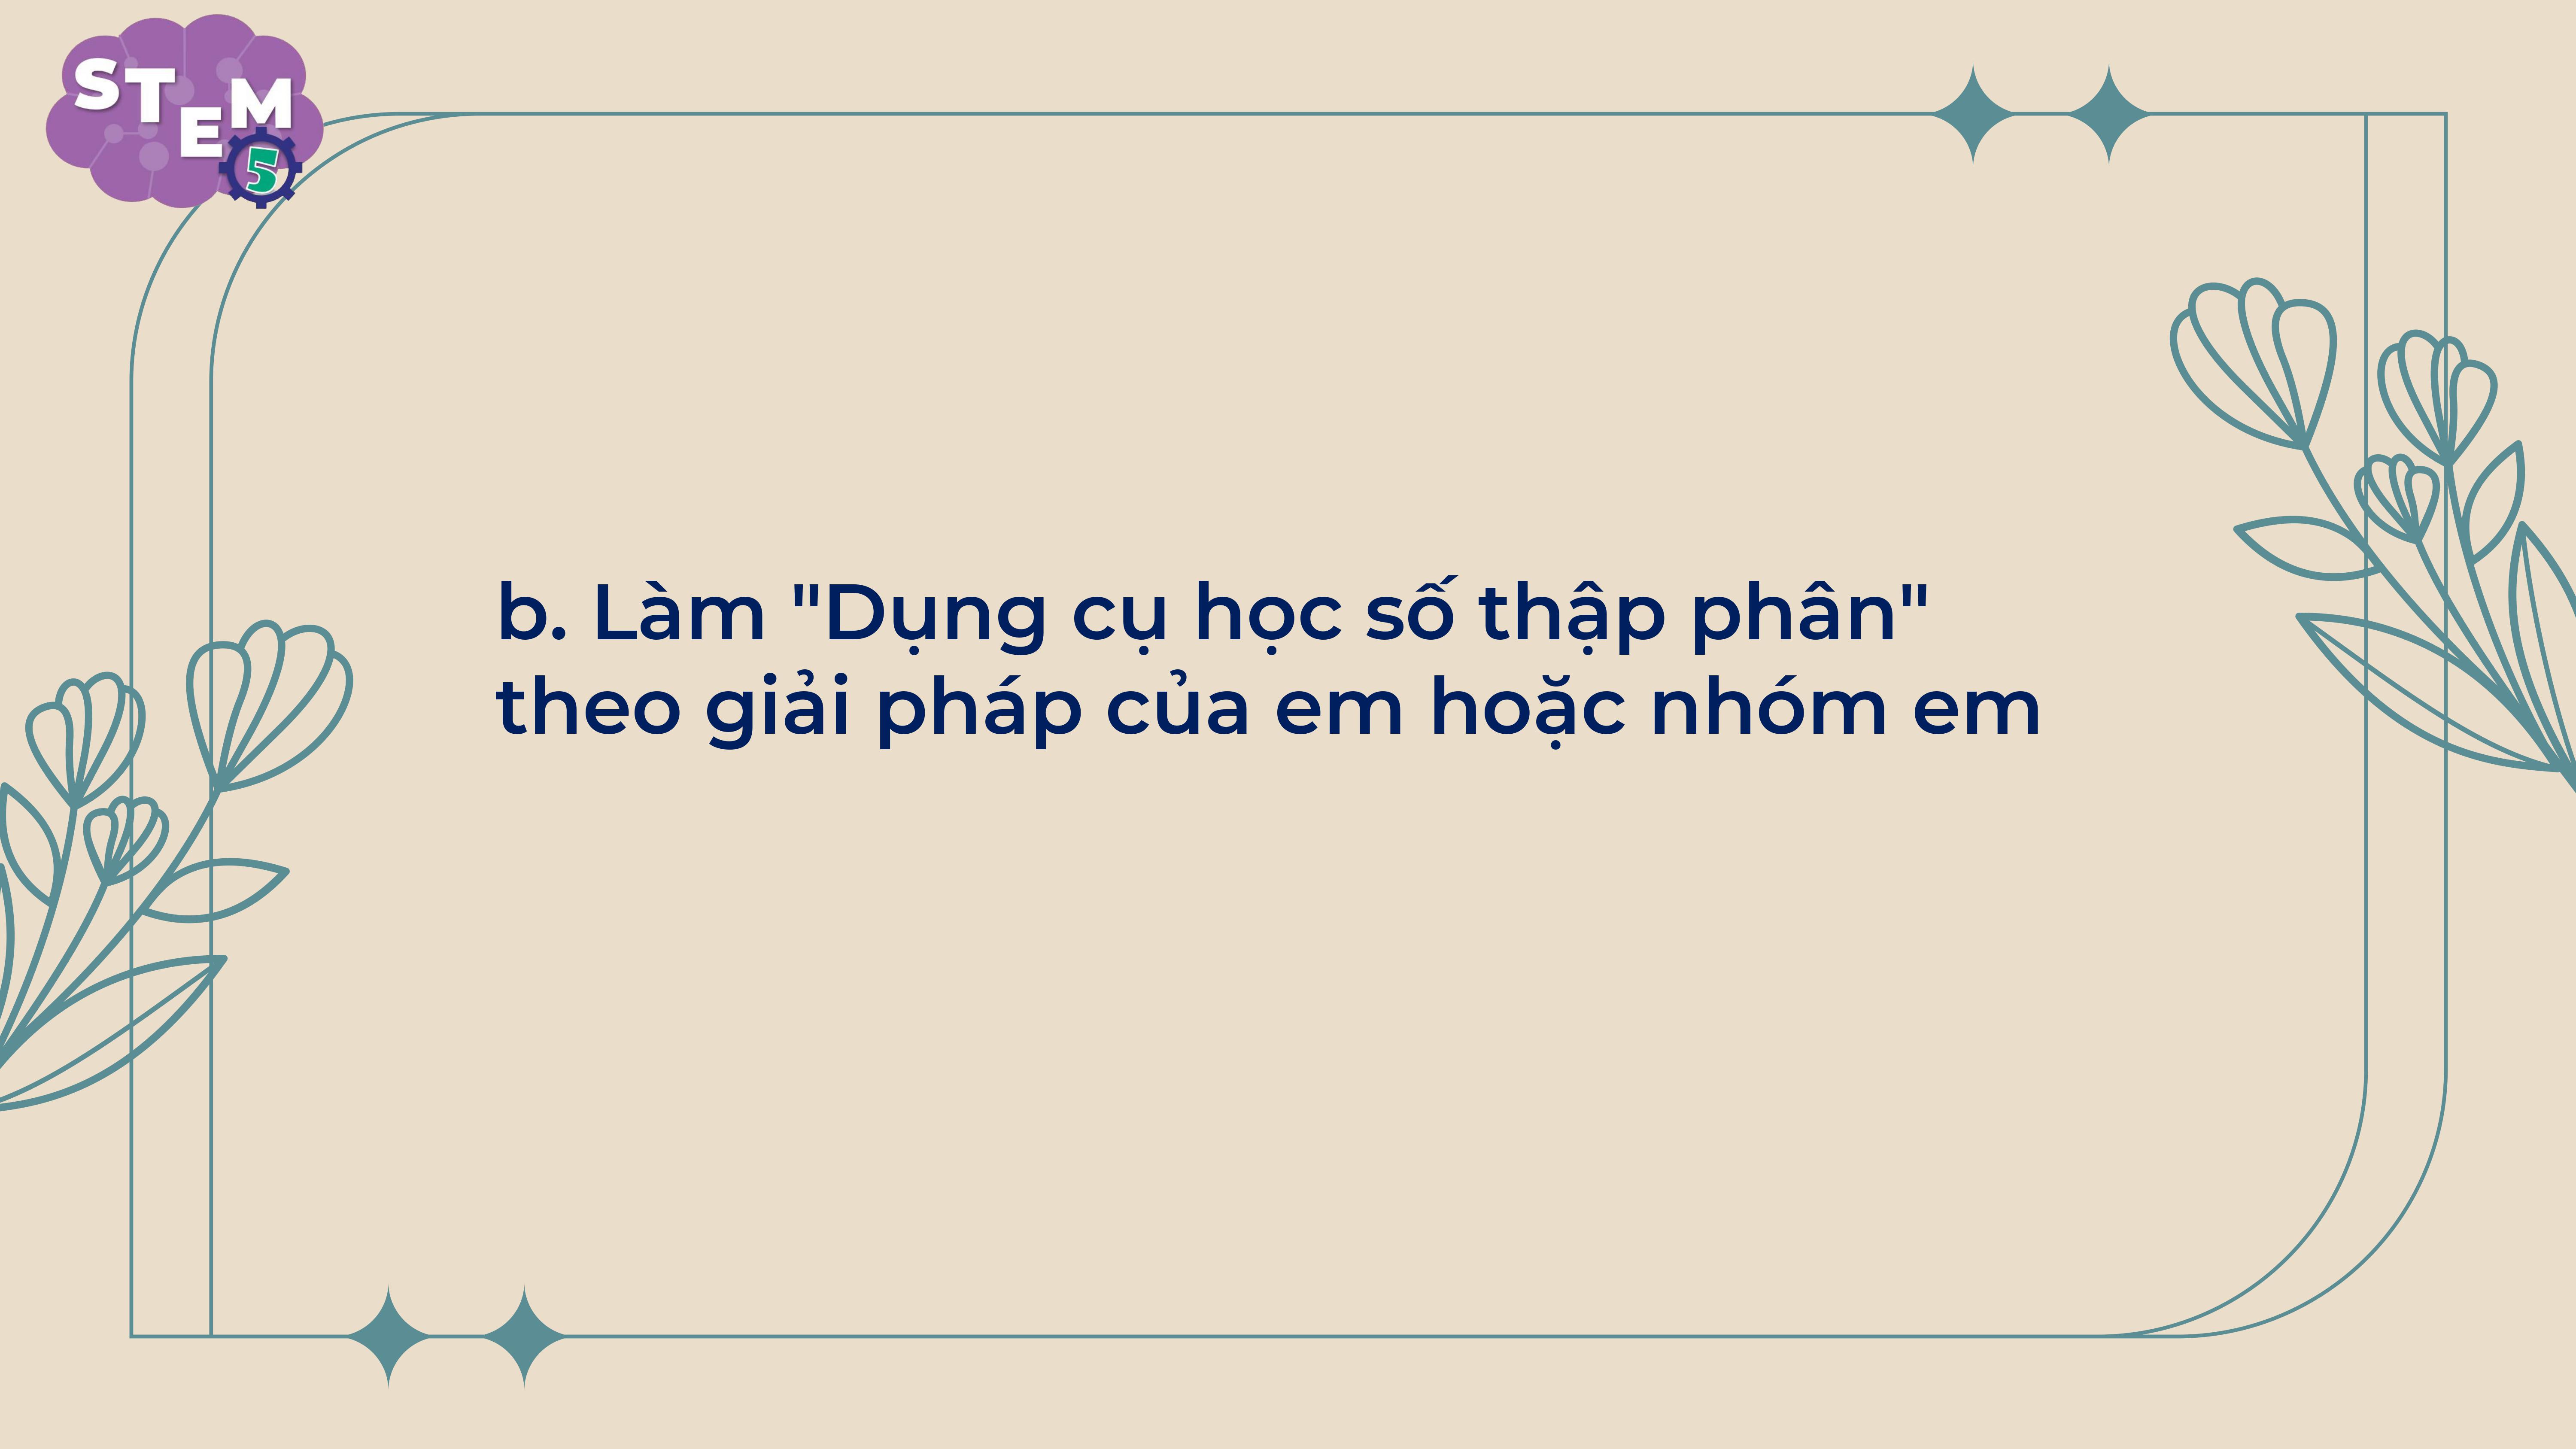 STEM
5
b. Làm "Dụng cụ học số thập phân"
theo giải pháp của em hoặc nhóm em